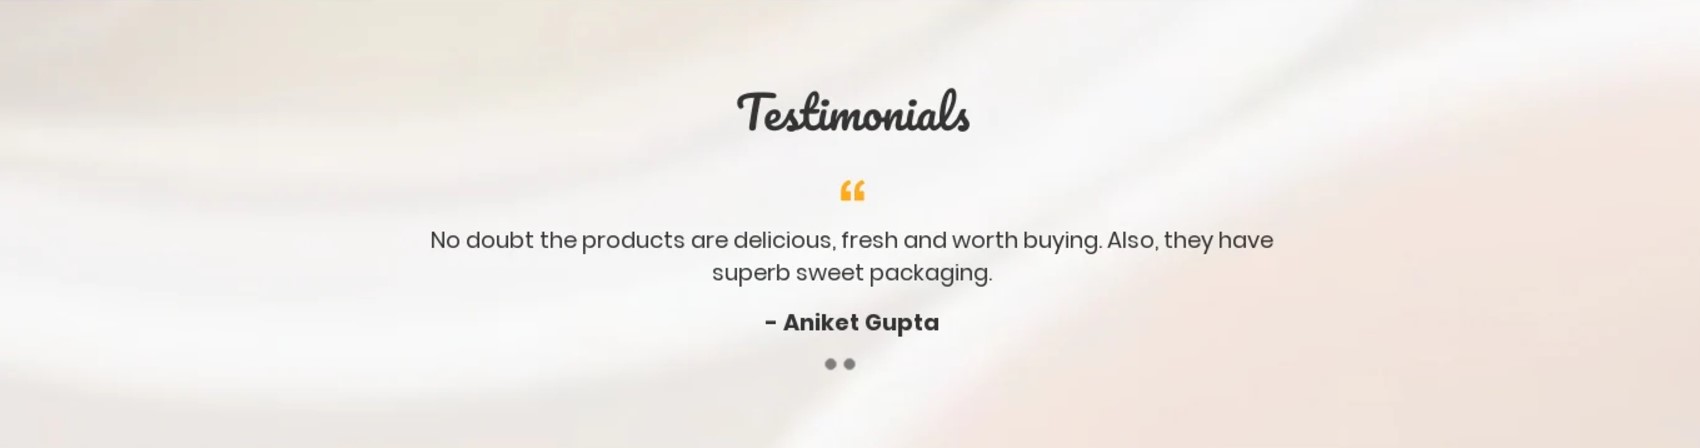 Testimonials
“
No doubt the products are delicious, fresh and worth buying. Also, they have
superb sweet packaging.
- Aniket Gupta